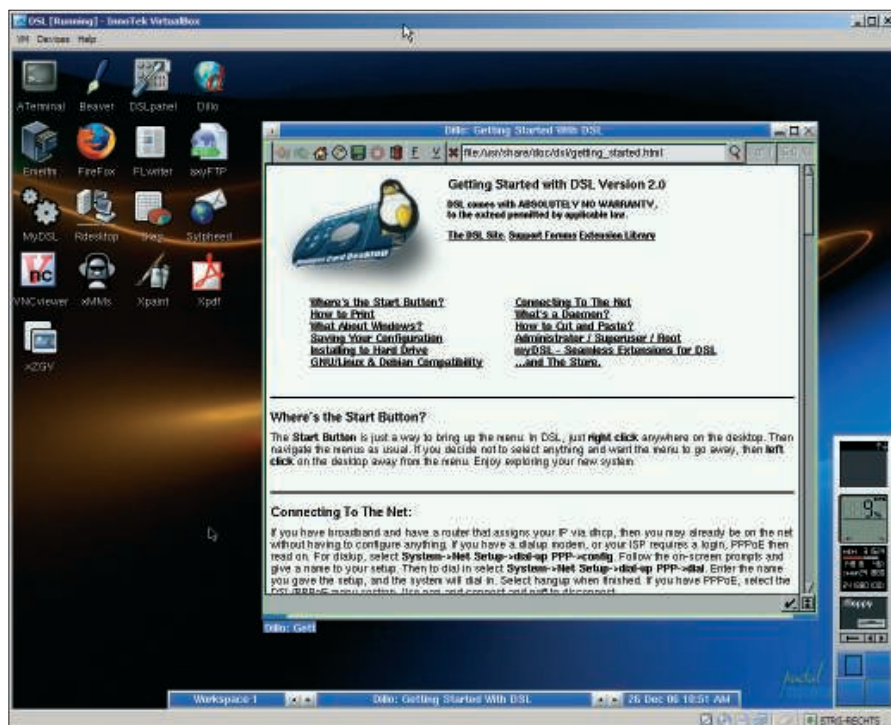 DSL [Running] - InnoTek VirtualBox
VM Devices Help
ATerminal Beaver DSLpanel Dillo
Emelfm FireFox FLwriter axyFTP
MyDSL Rdesktop Siag Sylpheed
VNCviewer xMMs Xpaint Xpdf
xZGV
Dillo: Getting Started With DSL
file:/usr/share/doc/dsl/getting_started.html
Getting Started with DSL Version 2.0
DSL comes with ABSOLUTELY NO WARRANTY,
to the extend permitted by applicable law.
The DSL Site, Support Forums Extension Library
Where's the Start Button?
How to Print
What About Windows?
Saving Your Configuration
Installing to Hard Drive
GNU/Linux & Debian Compatibility
Connecting To The Net
What's a Daemon?
How to Cut and Paste?
Administrator / Superuser / Root
myDSL - Seamless Extensions for DSL
...and The Store.
Where's the Start Button?
The Start Button is just a way to bring up the menu. In DSL, just right click anywhere on the desktop. Then
navigate the menus as usual. If you decide not to select anything and want the menu to go away, then left
click on the desktop away from the menu. Enjoy exploring your new system.
Connecting To The Net:
If you have broadband and have a router that assigns your IP via dhcp, then you may already be on the net
without having to configure anything. If you have a dialup modem, or your ISP requires a login, PPPoE then
read on. For dialup, select System->Net Setup->dial-up PPP->config. Follow the on-screen prompts and
give a name to your setup. Then to dial in select System->Net Setup->dial-up PPP->dial. Enter the name
you gave the setup, and the system will dial in. Select hangup when finished. If you have PPPoE, select the
Dillo: Gett
9%
floppy
Workspace 1
Dillo: Getting Started With DSL
26 Dec 06 10:51 AM
STRG-RECHTS